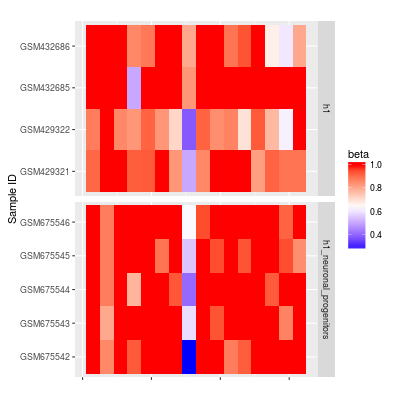 GSM432686
GSM432685
GSM429322
GSM429321
h1
GSM675546
GSM675545
GSM675544
GSM675543
GSM675542
h1_neuronal_progenitors
Sample ID
beta
1.0
0.8
0.6
0.4